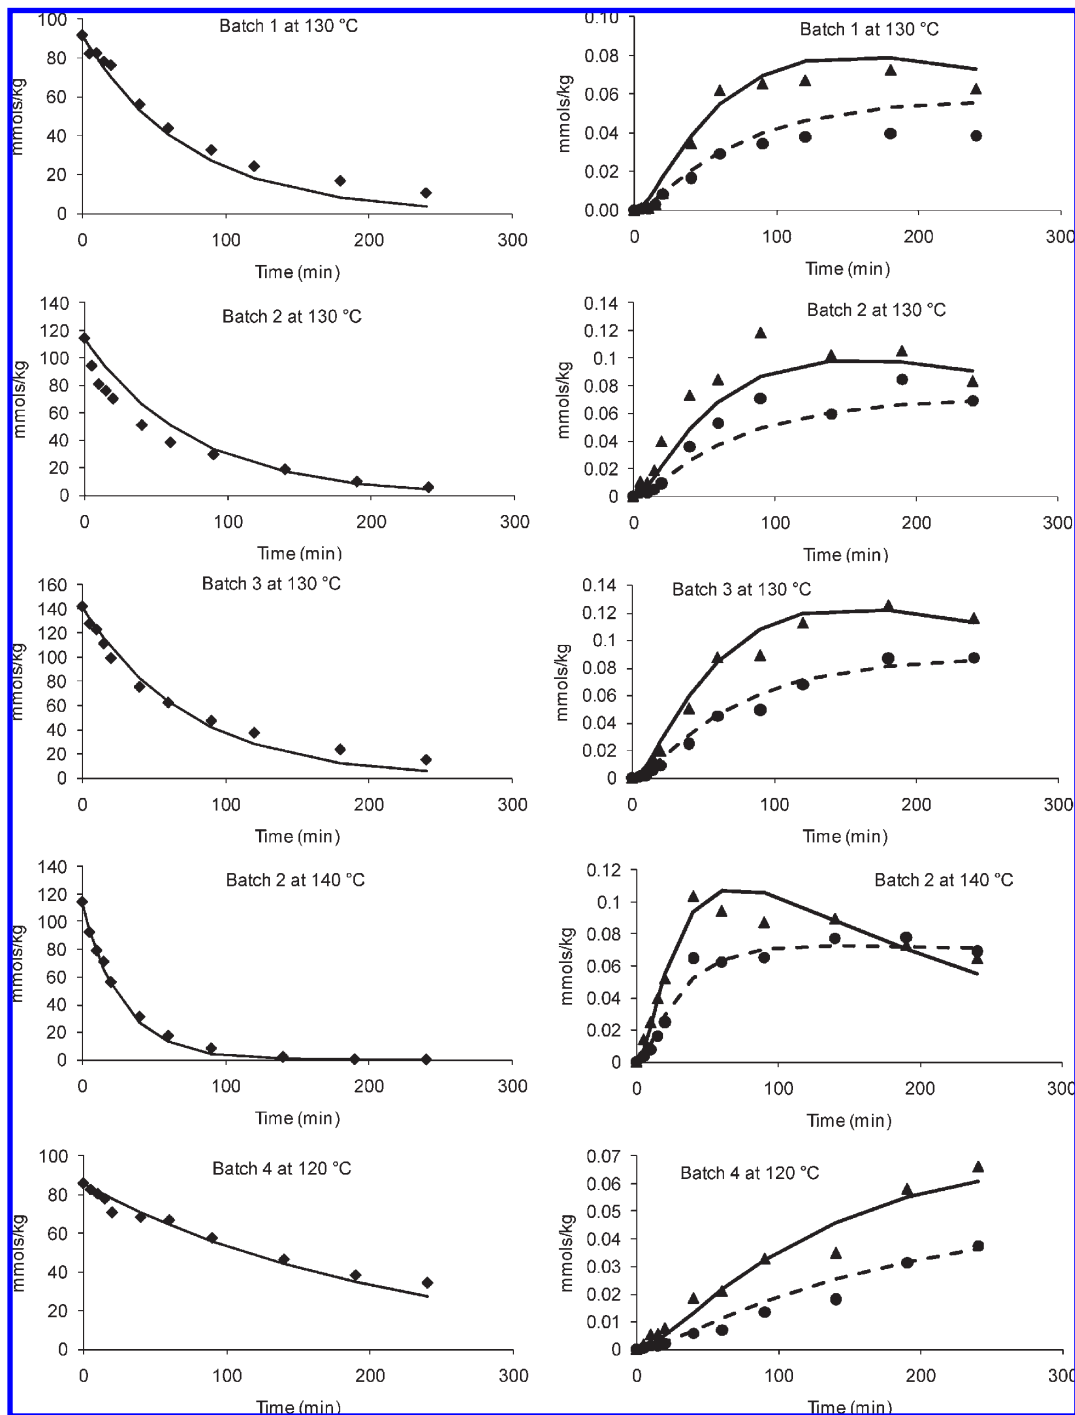 Batch 1 at 130 °C
100
80
60
40
20
0
mmols/kg
0 100 200 300
Time (min)
Batch 1 at 130 °C
0.10
0.08
0.06
0.04
0.02
0.00
mmols/kg
0 100 200 300
Time (min)
Batch 2 at 130 °C
140
120
100
80
60
40
20
0
mmols/kg
0 100 200 300
Time (min)
Batch 2 at 130 °C
0.14
0.12
0.1
0.08
0.06
0.04
0.02
0
mmols/kg
0 100 200 300
Time (min)
Batch 3 at 130 °C
160
140
120
100
80
60
40
20
0
mmols/kg
0 100 200 300
Time (min)
Batch 3 at 130 °C
0.14
0.12
0.1
0.08
0.06
0.04
0.02
0
mmols/kg
0 100 200 300
Time (min)
Batch 2 at 140 °C
140
120
100
80
60
40
20
0
mmols/kg
0 100 200 300
Time (min)
Batch 2 at 140 °C
0.12
0.1
0.08
0.06
0.04
0.02
0
mmols/kg
0 100 200 300
Time (min)
Batch 4 at 120 °C
100
80
60
40
20
0
mmols/kg
0 100 200 300
Time (min)
Batch 4 at 120 °C
0.07
0.06
0.05
0.04
0.03
0.02
0.01
0
mmols/kg
0 100 200 300
Time (min)